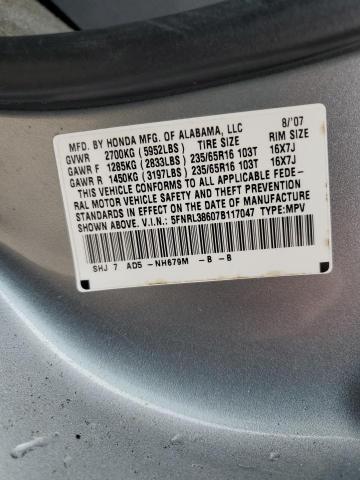 MFD. BY HONDA MFG. OF ALABAMA, LLC 8/'07
GVWR 2700KG (5952LBS) TIRE SIZE RIM SIZE
GAWR F 1285KG (2833LBS) 235/65R16 103T 16X7J
GAWR R 1450KG (3197LBS) 235/65R16 103T 16X7J
THIS VEHICLE CONFORMS TO ALL APPLICABLE FEDE-
RAL MOTOR VEHICLE SAFETY AND THEFT PREVENTION
STANDARDS IN EFFECT ON THE DATE OF MANUFACTURE
SHOWN ABOVE. V.I.N.: 5FNRL38607B117047 TYPE:MPV
SHJ 7 AD5 -NH679M -B -B